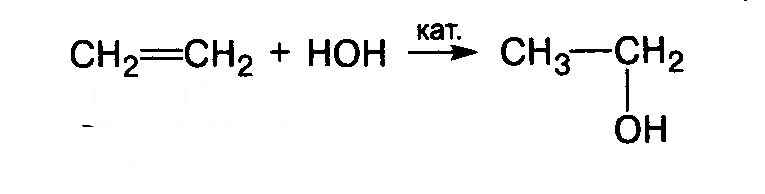 кат.
CH₂=CH₂ + HOH → CH₃—CH₂
OH